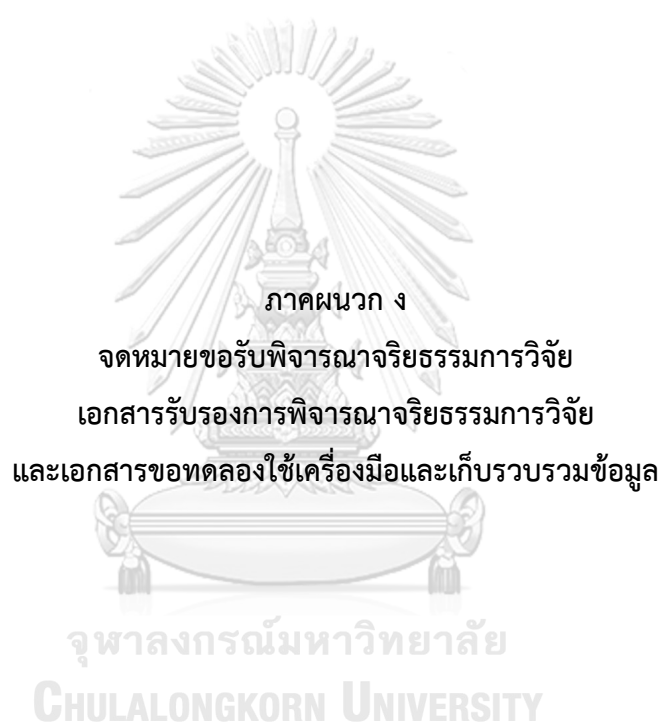 ภาคผนวก ง
จดหมายขอรับพิจารณาจริยธรรมการวิจัย
เอกสารรับรองการพิจารณาจริยธรรมการวิจัย
และเอกสารขอทดลองใช้เครื่องมือและเก็บรวบรวมข้อมูล
จุฬาลงกรณ์มหาวิทยาลัย
CHULALONGKORN UNIVERSITY